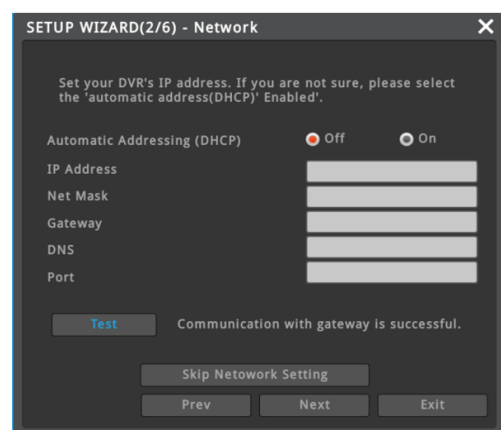 SETUP WIZARD(2/6) - Network
Set your DVR's IP address. If you are not sure, please select
the 'automatic address(DHCP)' Enabled'.
Automatic Addressing (DHCP) Off On
IP Address
Net Mask
Gateway
DNS
Port
Test Communication with gateway is successful.
Skip Netowork Setting
Prev Next Exit